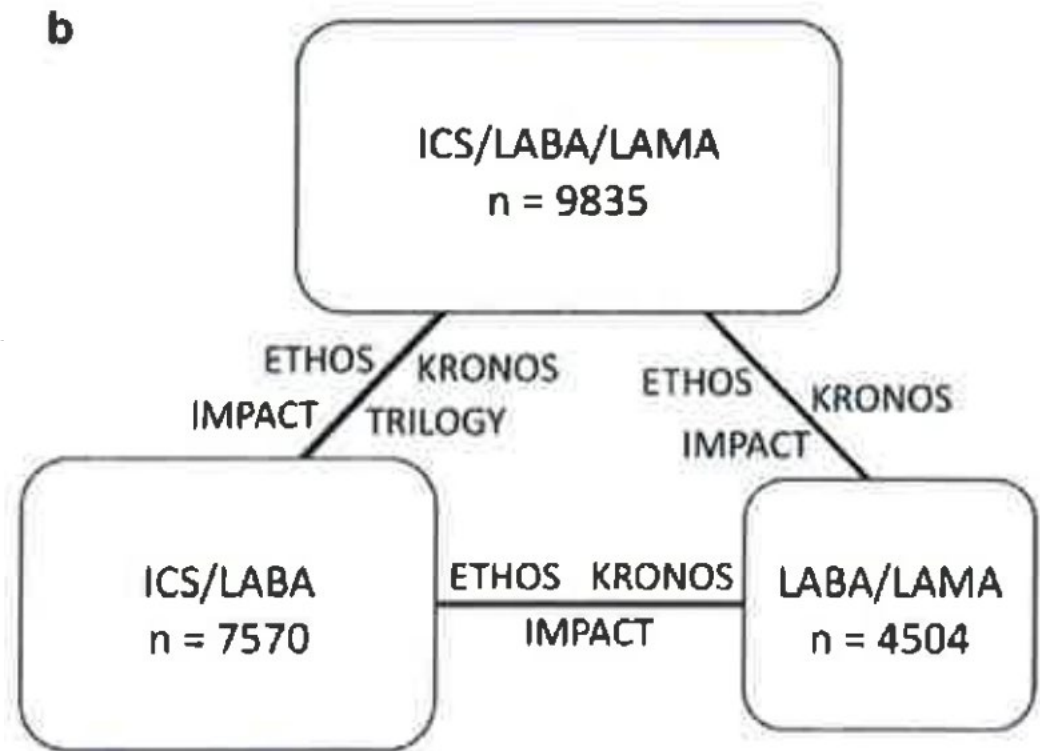 b
ICS/LABA/LAMA
n = 9835
ETHOS KRONOS
IMPACT TRILOGY
ETHOS KRONOS
IMPACT
ICS/LABA
n = 7570
ETHOS KRONOS
IMPACT
LABA/LAMA
n = 4504